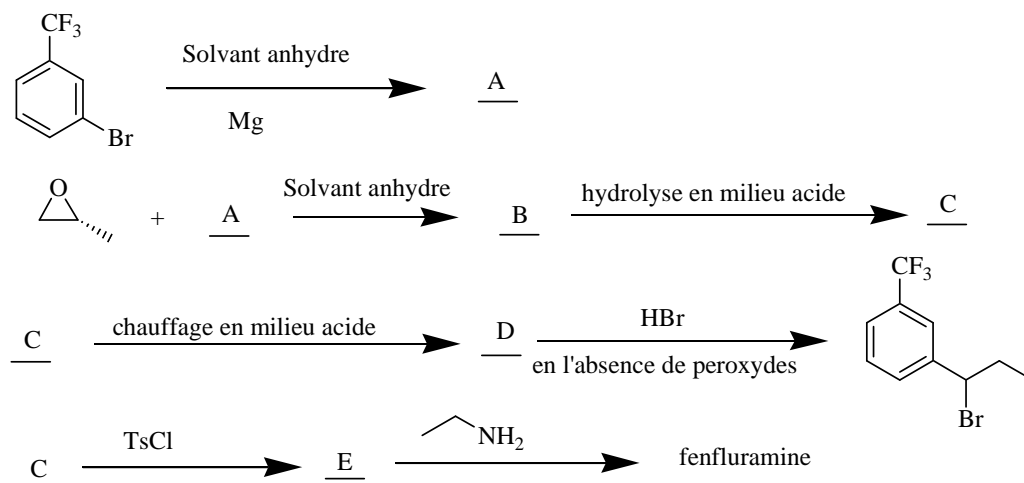 CF3
Br
Solvant anhydre
Mg
A
O
+
A
Solvant anhydre
B
hydrolyse en milieu acide
C
C
chauffage en milieu acide
D
HBr
en l'absence de peroxydes
CF3
Br
C
TsCl
E
NH2
fenfluramine